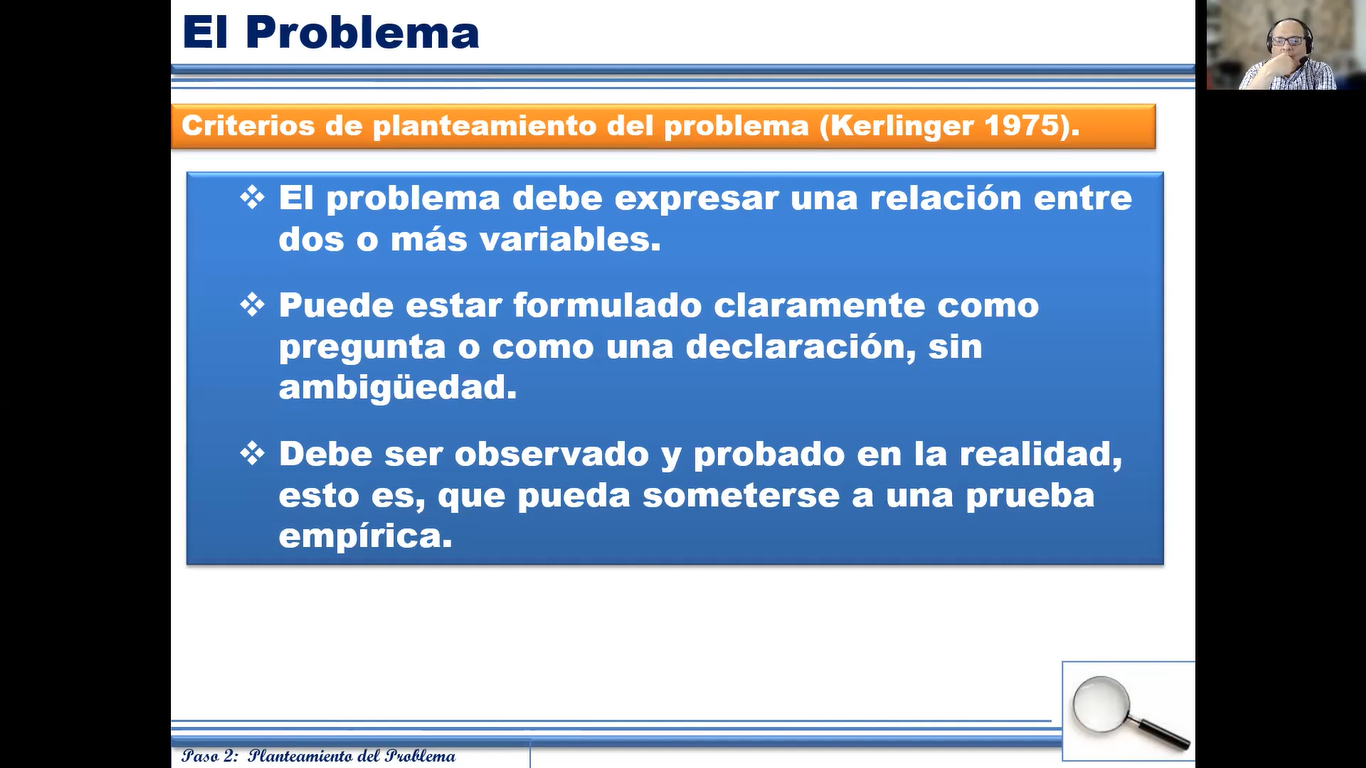 El Problema
Criterios de planteamiento del problema (Kerlinger 1975).
❖ El problema debe expresar una relación entre
dos o más variables.
❖ Puede estar formulado claramente como
pregunta o como una declaración, sin
ambigüedad.
❖ Debe ser observado y probado en la realidad,
esto es, que pueda someterse a una prueba
empírica.
Paso 2: Planteamiento del Problema